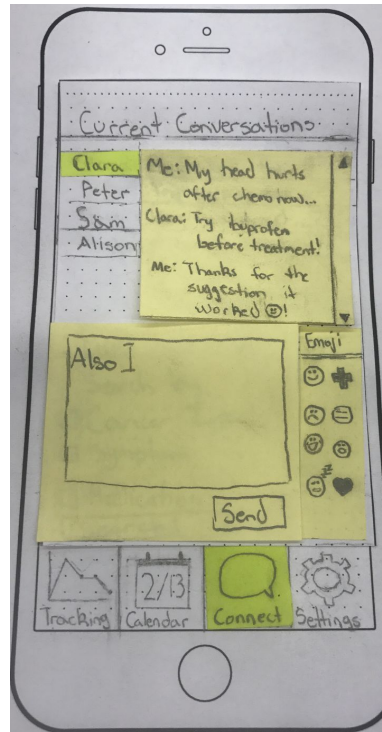 Current Conversations
Clara
Peter
Sam
Alison
Me: My head hurts
after chemo now...
Clara: Try ibuprofen
before treatment!
Me: Thanks for the
suggestion it
worked!
Also
Emoji
zzz
Send
2/13
Tracking
Calendar
Connect
Settings